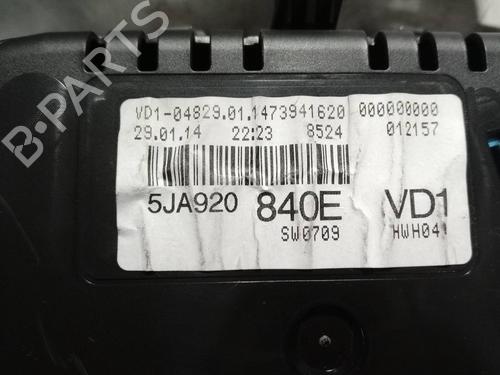 VD1-04829.01.1473941620 000000000
29.01.14 22:23 8524 012157
5JA920 840E VD1
SW0709 HWH04
B-PARTS